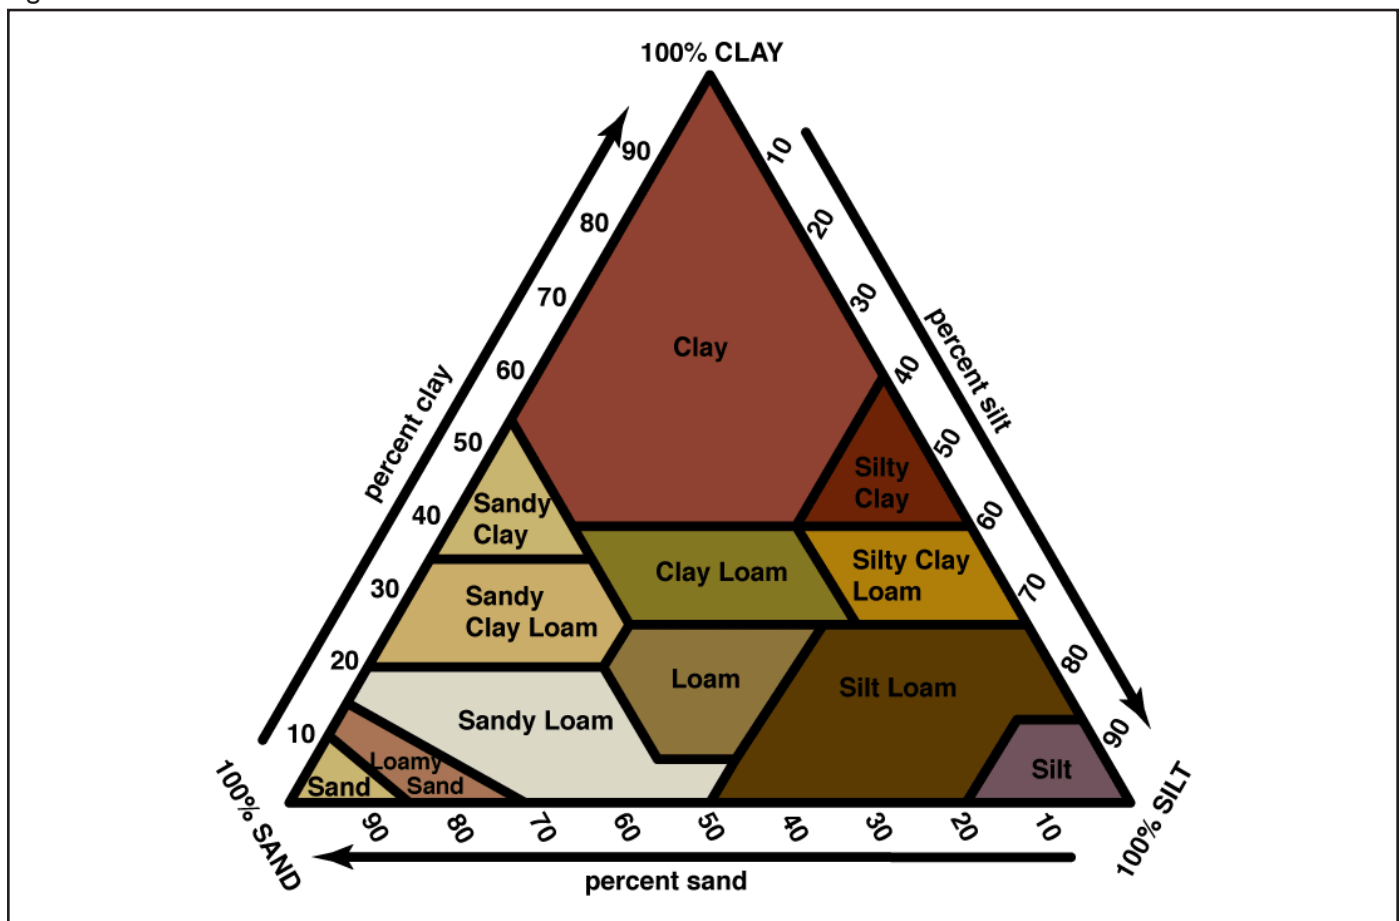 100% CLAY
90
80
70
60
50
40
30
20
10
percent clay
10
20
30
40
50
60
70
80
90
percent silt
Clay
Silty
Clay
Sandy
Clay
Clay Loam
Silty Clay
Loam
Sandy
Clay Loam
Loam
Silt Loam
Sandy Loam
Loamy
Sand
Sand
Silt
100% SAND
90
80
70
60
50
40
30
20
10
100% SILT
percent sand